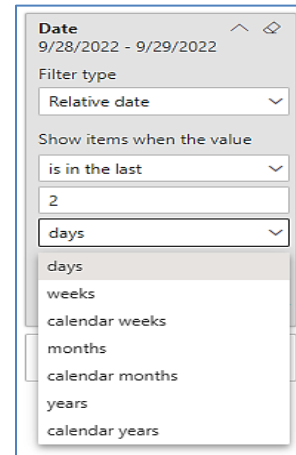 Date
9/28/2022 - 9/29/2022
Filter type
Relative date
Show items when the value
is in the last
2
days
days
weeks
calendar weeks
months
calendar months
years
calendar years